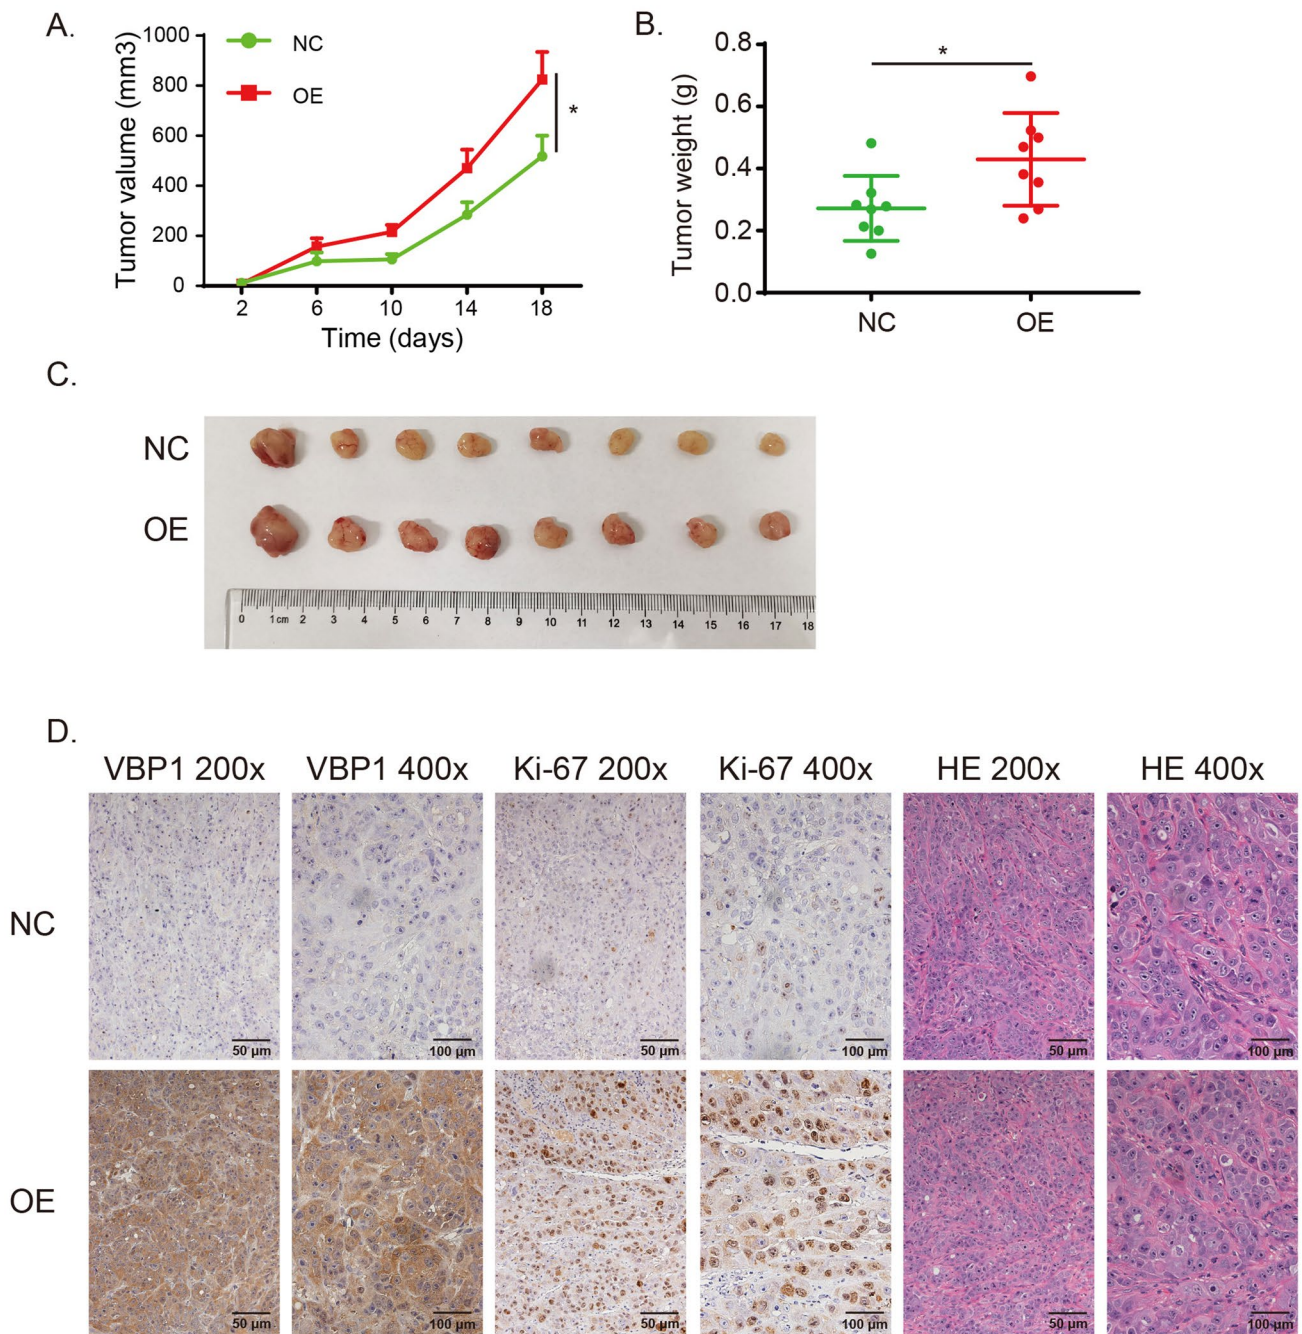 A.
Tumor valume (mm3)
1000
800
600
400
200
0
NC
OE
*
2 6 10 14 18
Time (days)
B.
Tumor weight (g)
0.8
0.6
0.4
0.2
0.0
*
NC OE
C.
NC
OE
0 1 cm 2 3 4 5 6 7 8 9 10 11 12 13 14 15 16 17 18
D.
VBP1 200x VBP1 400x Ki-67 200x Ki-67 400x HE 200x HE 400x
NC
50 µm 100 µm 50 µm 100 µm 50 µm 100 µm
OE
50 µm 100 µm 50 µm 100 µm 50 µm 100 µm